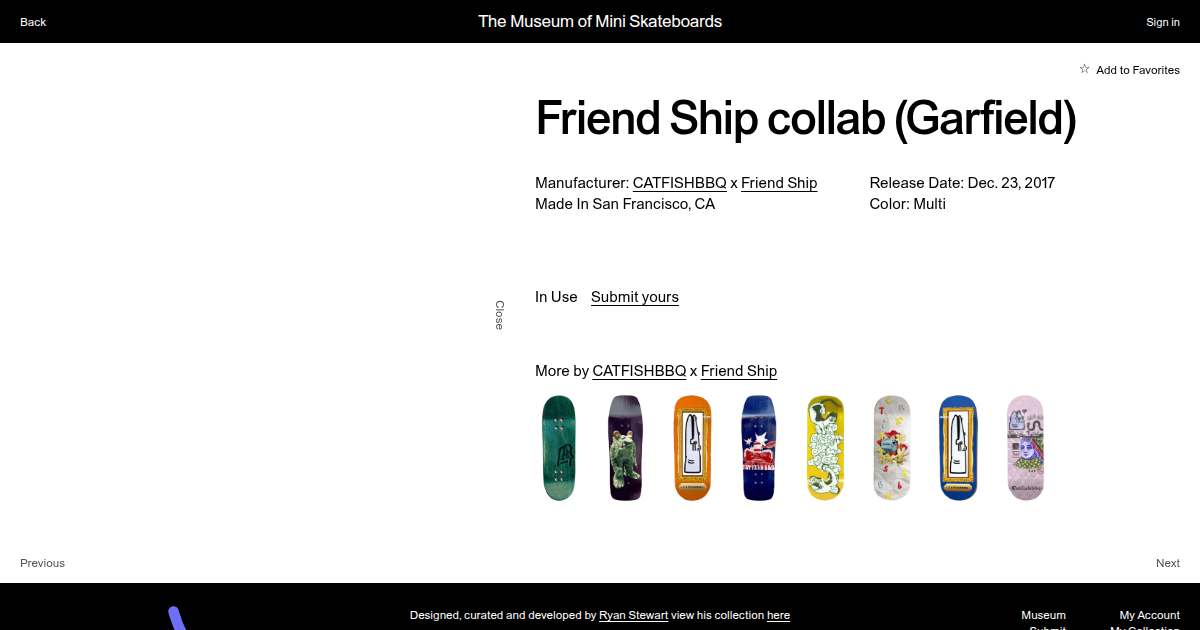 Back
The Museum of Mini Skateboards
Sign in
☆ Add to Favorites
Friend Ship collab (Garfield)
Manufacturer: CATFISHBBQ x Friend Ship
Made In San Francisco, CA
Release Date: Dec. 23, 2017
Color: Multi
In Use Submit yours
Close
More by CATFISHBBQ x Friend Ship
Previous
Next
Designed, curated and developed by Ryan Stewart view his collection here
Museum
My Account
Submit
My Collection